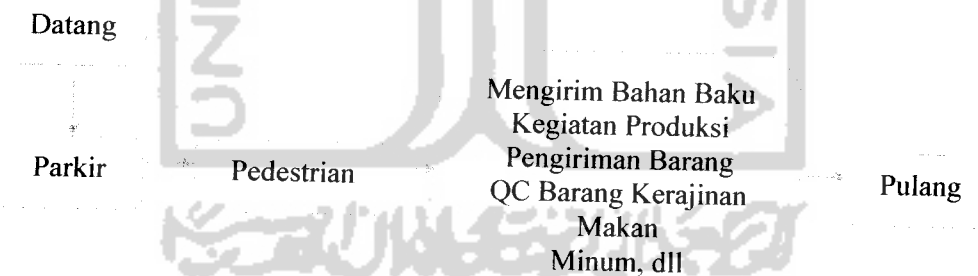 Datang
Mengirim Bahan Baku
Kegiatan Produksi
Parkir
Pedestrian
Pengiriman Barang
QC Barang Kerajinan
Pulang
Makan
Minum, dll